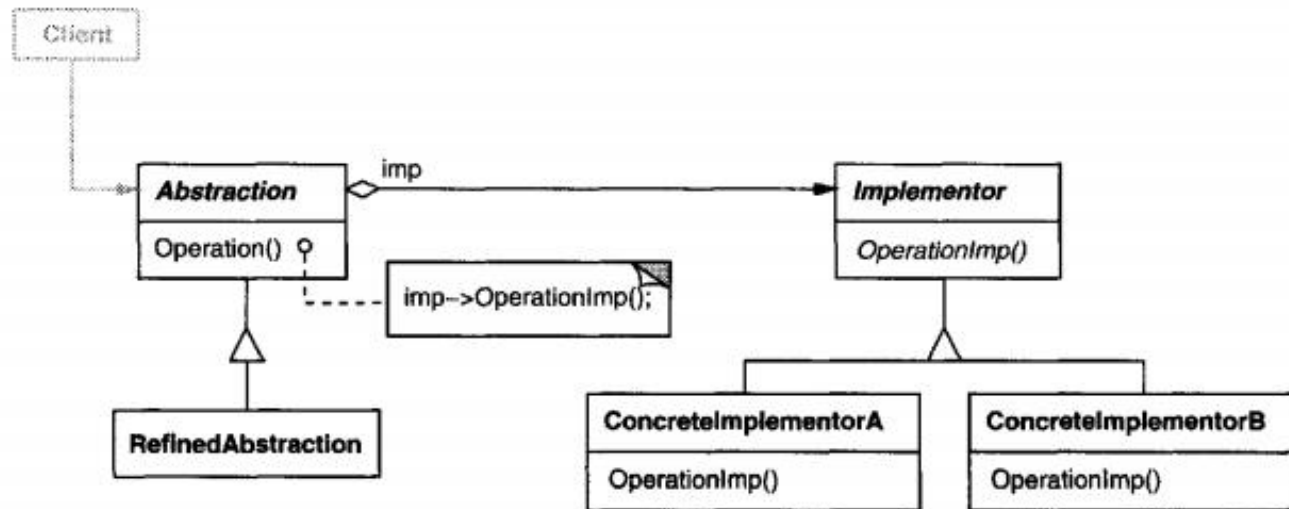 Client
imp
Abstraction
Implementor
Operation()
OperationImp()
imp->OperationImp();
RefinedAbstraction
ConcreteImplementorA
ConcreteImplementorB
OperationImp()
OperationImp()